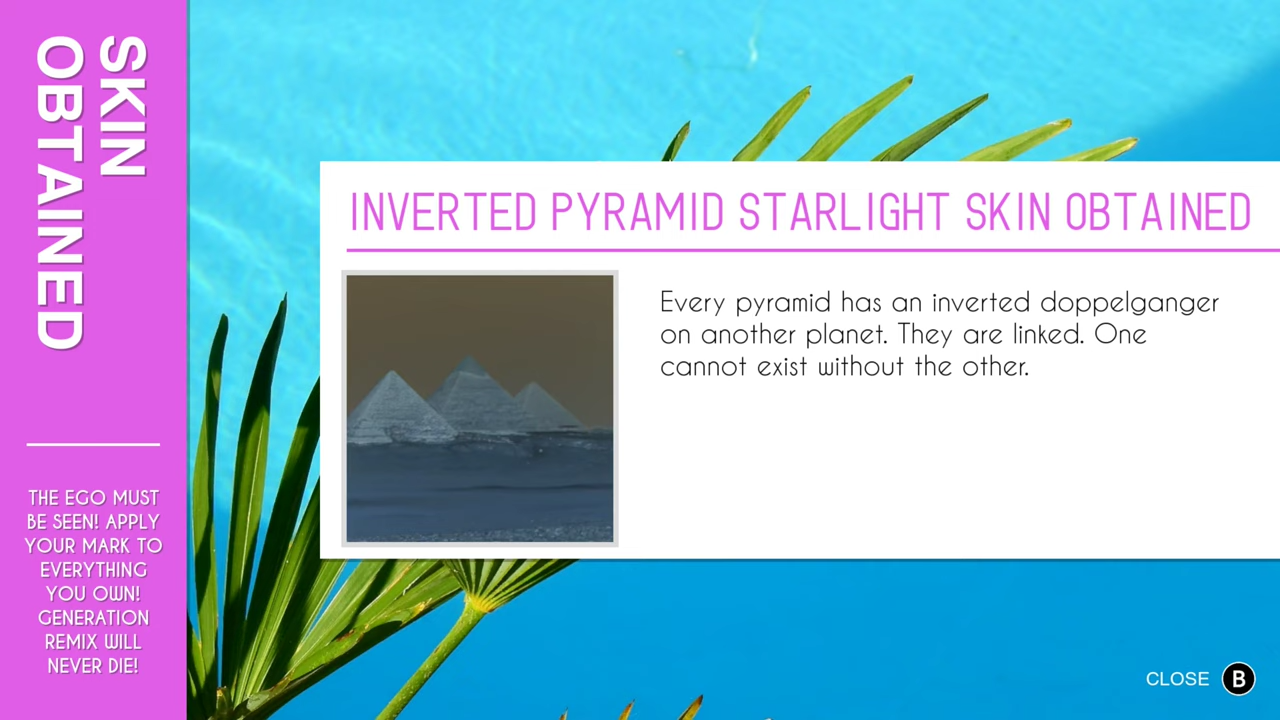 SKIN
OBTAINED
THE EGO MUST
BE SEEN! APPLY
YOUR MARK TO
EVERYTHING
YOU OWN!
GENERATION
REMIX WILL
NEVER DIE!
INVERTED PYRAMID STARLIGHT SKIN OBTAINED
Every pyramid has an inverted doppelganger
on another planet. They are linked. One
cannot exist without the other.
CLOSE B